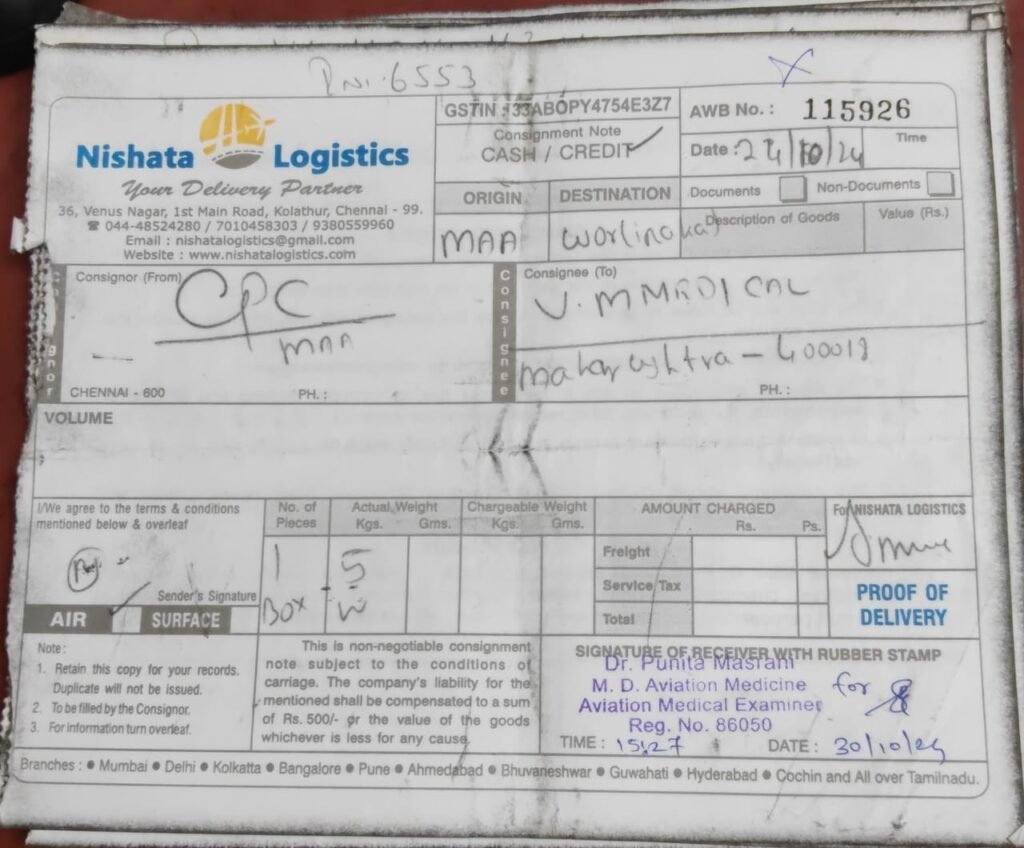 PNI-6553
Nishata Logistics
Your Delivery Partner
36, Venus Nagar, 1st Main Road, Kolathur, Chennai - 99.
☎ 044-48524280 / 7010458303 / 9380559960
Email : nishatalogistics@gmail.com
Website : www.nishatalogistics.com
GSTIN : 33ABOPY4754E3Z7
Consignment Note
CASH / CREDIT
AWB No. : 115926
Date : 24/10/24 Time
ORIGIN DESTINATION
MAA
Documents Non-Documents
Description of Goods Value (Rs.)
Consignor
Consignor (From)
CPC
MAA
CHENNAI - 600 PH. :
Consignee
Consignee (To)
V.M MEDICAL
Maharashtra - 400018
PH. :
VOLUME
I/We agree to the terms & conditions
mentioned below & overleaf
Sender's Signature
AIR SURFACE
No. of Pieces Actual Weight Kgs. Gms. Chargeable Weight Kgs. Gms.
1 5
BOX
AMOUNT CHARGED
Rs. Ps.
Freight
Service Tax
Total
For NISHATA LOGISTICS
PROOF OF
DELIVERY
Note :
1. Retain this copy for your records.
Duplicate will not be issued.
2. To be filled by the Consignor.
3. For information turn overleaf.
This is non-negotiable consignment
note subject to the conditions of
carriage. The company's liability for the
mentioned shall be compensated to a sum
of Rs. 500/- or the value of the goods
whichever is less for any cause.
SIGNATURE OF RECEIVER WITH RUBBER STAMP
Dr. Punita Masrani
M. D. Aviation Medicine
for
Aviation Medical Examiner
Reg. No. 86050
TIME : 15:27 DATE : 30/10/24
Branches : ● Mumbai ● Delhi ● Kolkatta ● Bangalore ● Pune ● Ahmedabad ● Bhuvaneshwar ● Guwahati ● Hyderabad ● Cochin and All over Tamilnadu.